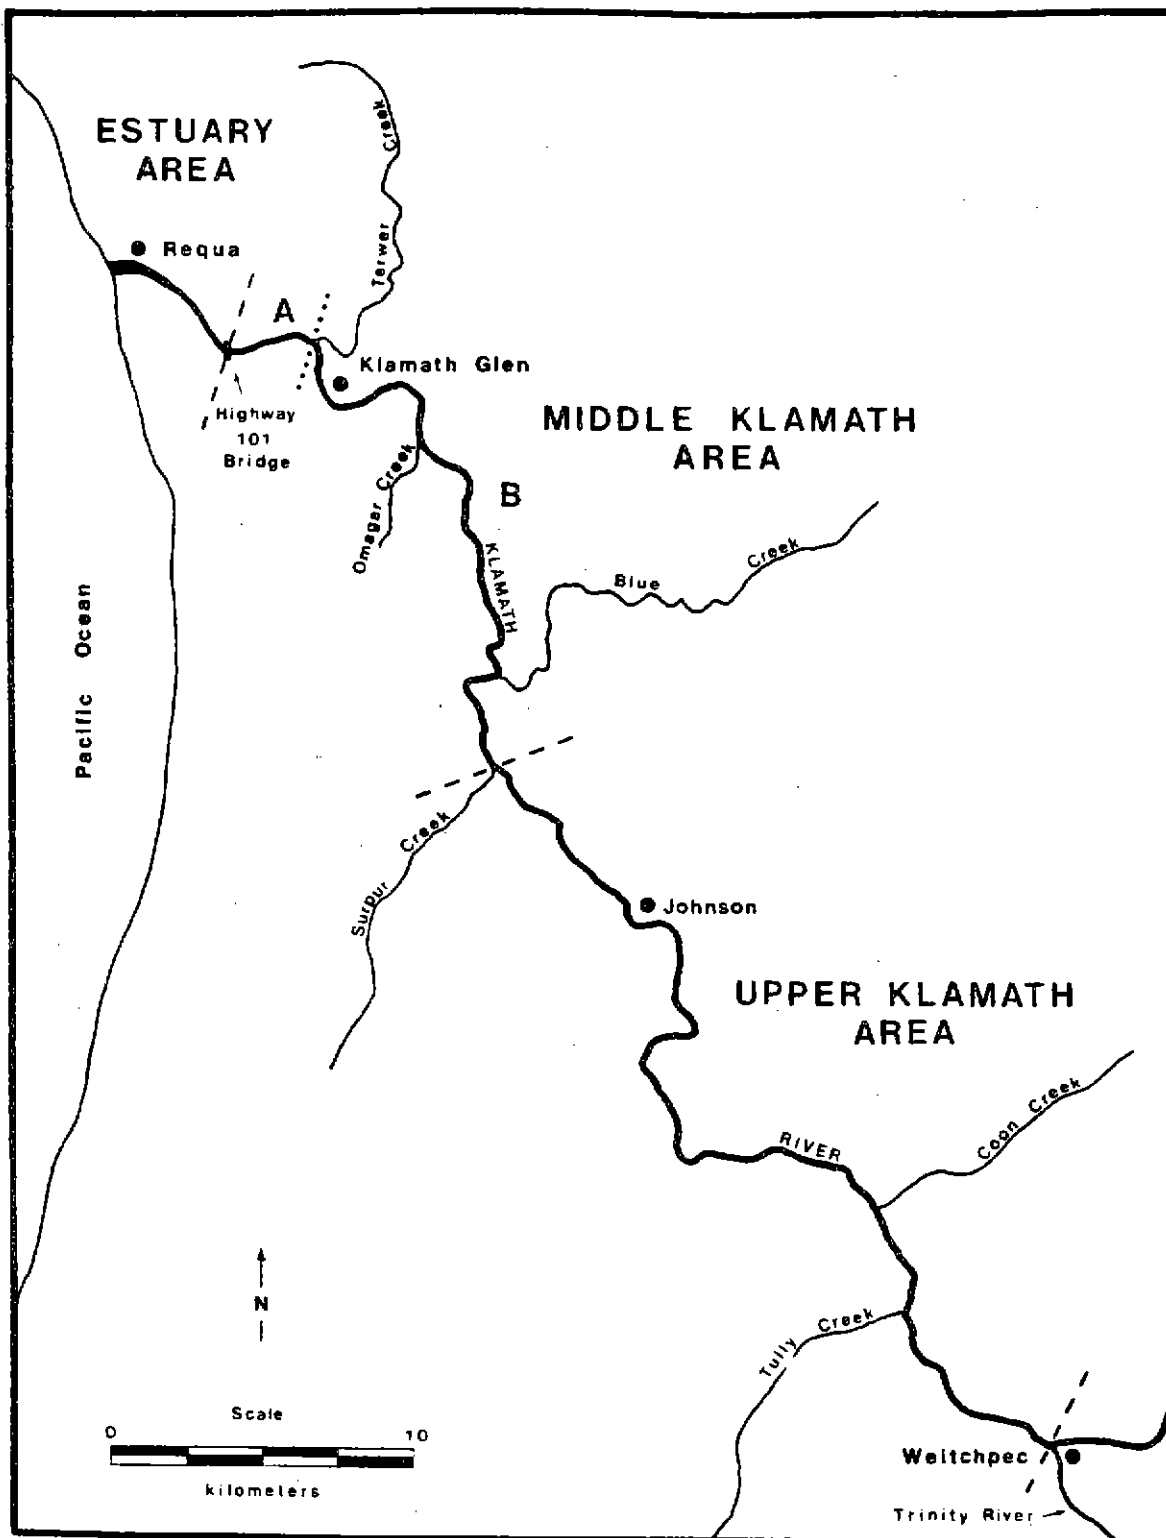 ESTUARY
AREA
Terwer Creek
Requa
A
Klamath Glen
Highway
101
Bridge
MIDDLE KLAMATH
AREA
Omagar Creek
B
KLAMATH
Blue Creek
Pacific Ocean
Surpur Creek
Johnson
UPPER KLAMATH
AREA
Coon Creek
RIVER
N
Tully Creek
Scale
0 10
kilometers
Weitchpec
Trinity River